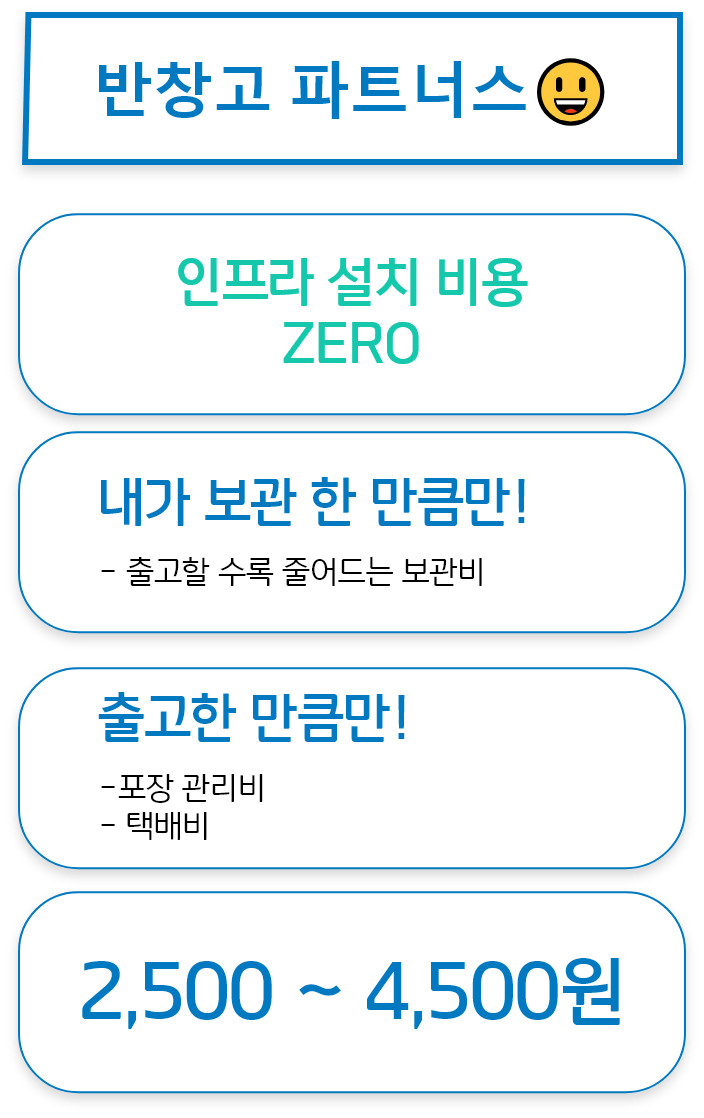 반창고 파트너스
인프라 설치 비용
ZERO
내가 보관 한 만큼만!
- 출고할 수록 줄어드는 보관비
출고한 만큼만!
-포장 관리비
- 택배비
2,500 ~ 4,500원